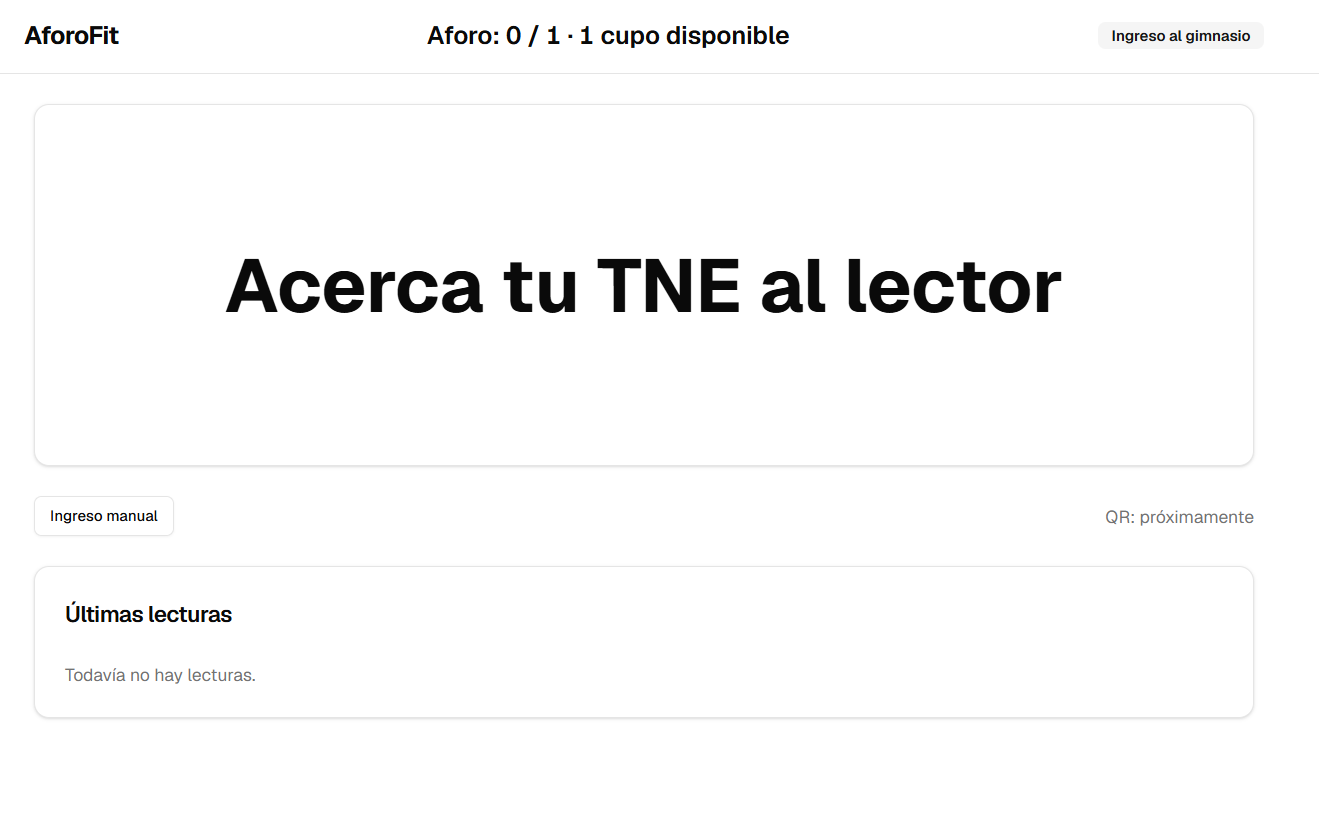 AforoFit
Aforo: 0 / 1 · 1 cupo disponible
Ingreso al gimnasio
Acerca tu TNE al lector
Ingreso manual
QR: próximamente
Últimas lecturas
Todavía no hay lecturas.